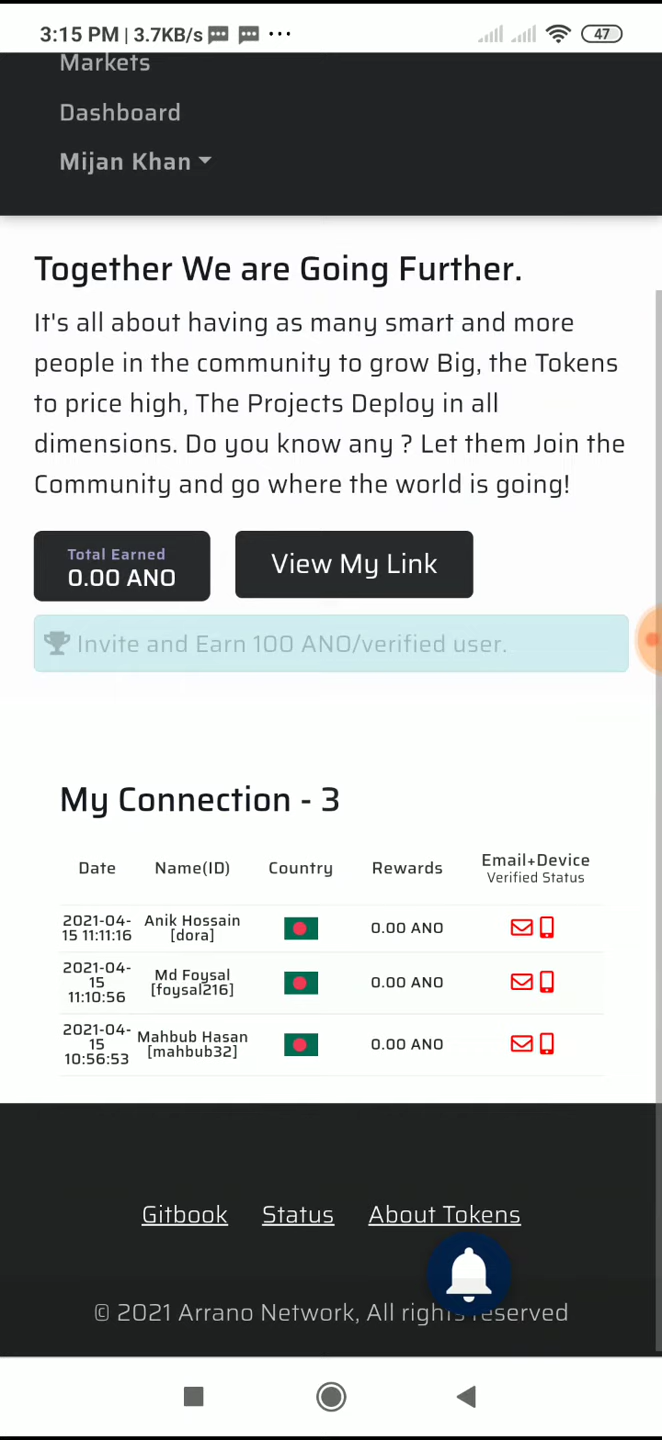 3:15 PM | 3.7KB/s
47
Markets
Dashboard
Mijan Khan
Together We are Going Further.
It's all about having as many smart and more
people in the community to grow Big, the Tokens
to price high, The Projects Deploy in all
dimensions. Do you know any ? Let them Join the
Community and go where the world is going!
Total Earned
0.00 ANO
View My Link
Invite and Earn 100 ANO/verified user.
My Connection - 3
Date Name(ID) Country Rewards Email+Device
Verified Status
2021-04-
15 11:11:16
Anik Hossain
[dora]
0.00 ANO
2021-04-
15
11:10:56
Md Foysal
[foysal216]
0.00 ANO
2021-04-
15
10:56:53
Mahbub Hasan
[mahbub32]
0.00 ANO
Gitbook Status About Tokens
© 2021 Arrano Network, All rights reserved